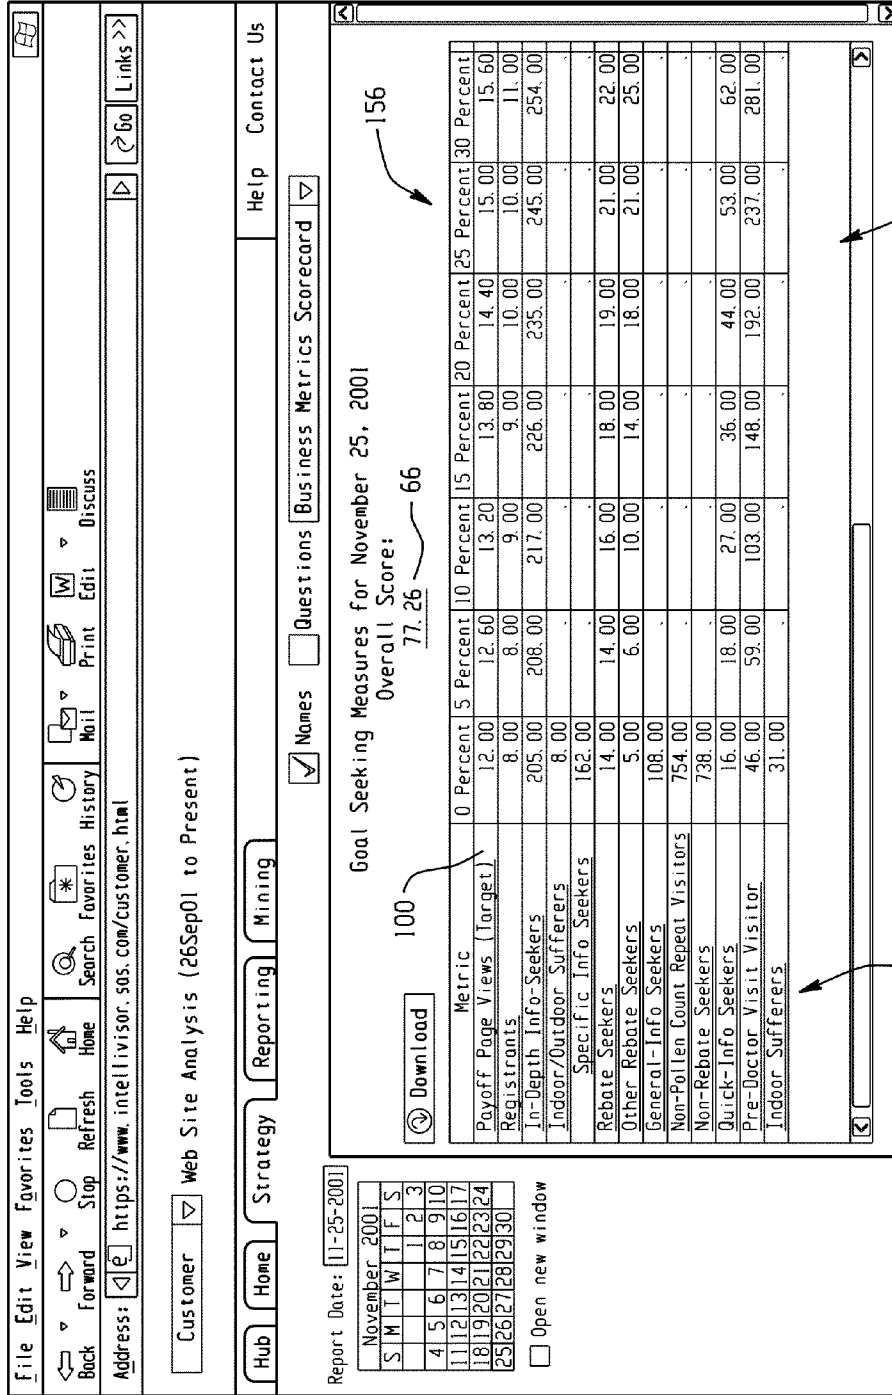 File Edit View Favorites Tools Help
Back Forward Stop Refresh Home Search Favorites History Mail Print Edit Discuss
Address: https://www.intellivisor.sas.com/customer.html Go Links >>
Customer Web Site Analysis (26Sep01 to Present)
Hub Home Strategy Reporting Mining Help Contact Us
Names Questions Business Metrics Scorecard
Report Date: 11-25-2001
November 2001
S M T W T F S
1 2 3
4 5 6 7 8 9 10
11 12 13 14 15 16 17
18 19 20 21 22 23 24
25 26 27 28 29 30
Open new window
Goal Seeking Measures for November 25, 2001
Overall Score:
77.26 66
Download
100
156
Metric 0 Percent 5 Percent 10 Percent 15 Percent 20 Percent 25 Percent 30 Percent
Payoff Page Views (Target) 12.00 12.60 13.20 13.80 14.40 15.00 15.60
Registrants 8.00 8.00 9.00 9.00 10.00 10.00 11.00
In-Depth Info-Seekers 205.00 208.00 217.00 226.00 235.00 245.00 254.00
Indoor/Outdoor Sufferers 8.00 . . . . . .
Specific Info Seekers 162.00 . . . . . .
Rebate Seekers 14.00 14.00 16.00 18.00 19.00 21.00 22.00
Other Rebate Seekers 5.00 6.00 10.00 14.00 18.00 21.00 25.00
General-Info Seekers 108.00 . . . . . .
Non-Pollen Count Repeat Visitors 754.00 . . . . . .
Non-Rebate Seekers 738.00 . . . . . .
Quick-Info Seekers 16.00 18.00 27.00 36.00 44.00 53.00 62.00
Pre-Doctor Visit Visitor 46.00 59.00 103.00 148.00 192.00 237.00 281.00
Indoor Sufferers 31.00 . . . . . .